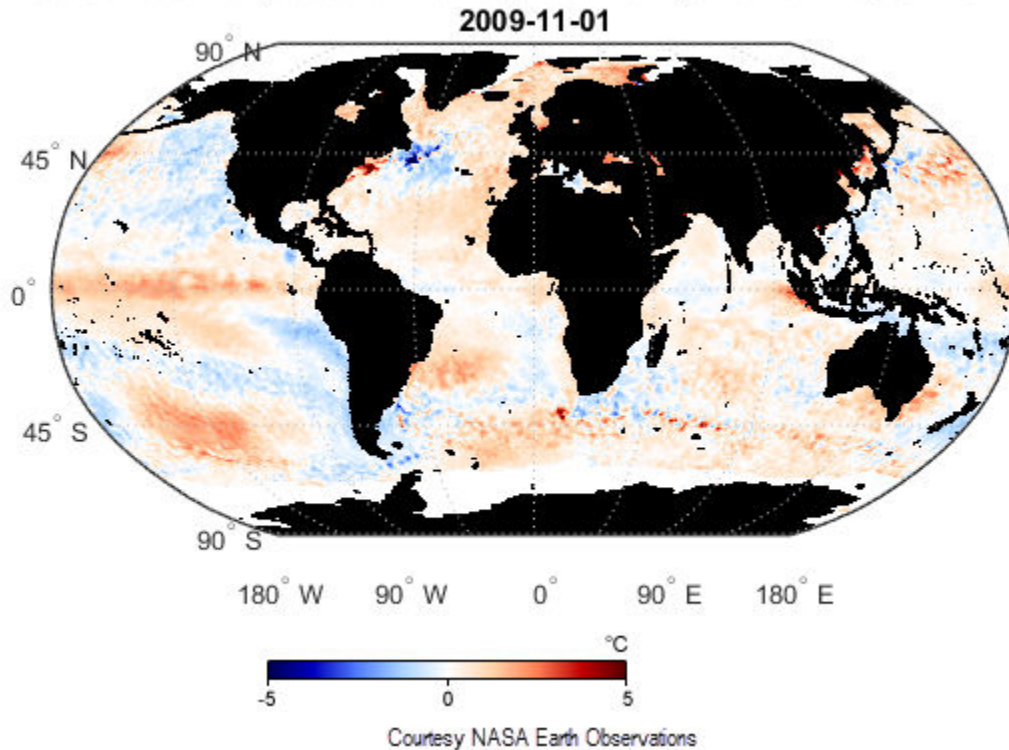 2009-11-01
90° N
45° N
0°
45° S
90° S
180° W 90° W 0° 90° E 180° E
°C
-5 0 5
Courtesy NASA Earth Observations